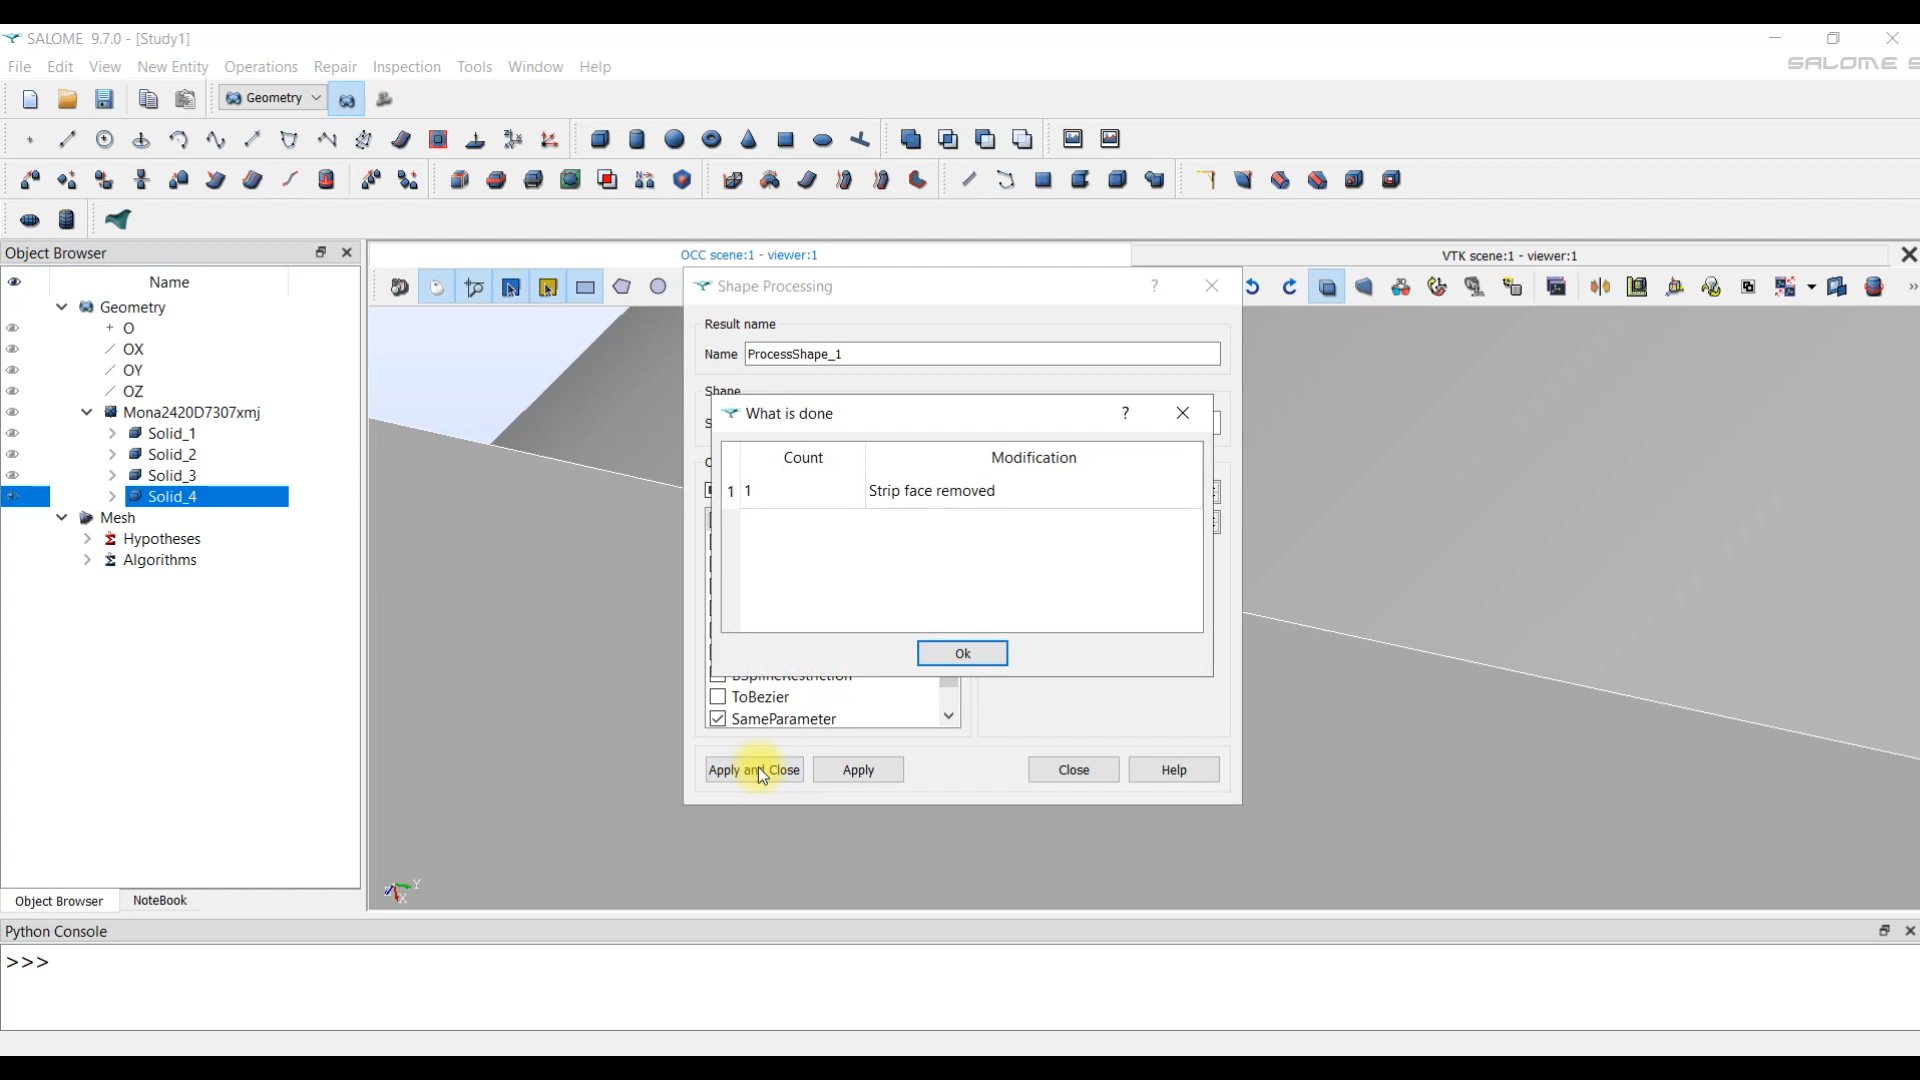 SALOME 9.7.0 - [Study1]
File Edit View New Entity Operations Repair Inspection Tools Window Help
SALOME S
Geometry
Object Browser
OCC scene:1 - viewer:1
VTK scene:1 - viewer:1
Name
Shape Processing
?
Geometry
O
OX
OY
OZ
Mona2420D7307xmj
Solid_1
Solid_2
Solid_3
Solid_4
Mesh
Hypotheses
Algorithms
Result name
Name ProcessShape_1
Shape
What is done
?
Count Modification
1 1 Strip face removed
Ok
BSplineRestriction
ToBezier
SameParameter
Apply and Close Apply Close Help
Y
X
Object Browser NoteBook
Python Console
>>>